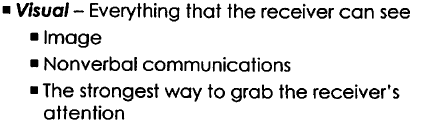 ▪ Visual – Everything that the receiver can see
▪ Image
▪ Nonverbal communications
▪ The strongest way to grab the receiver's
attention